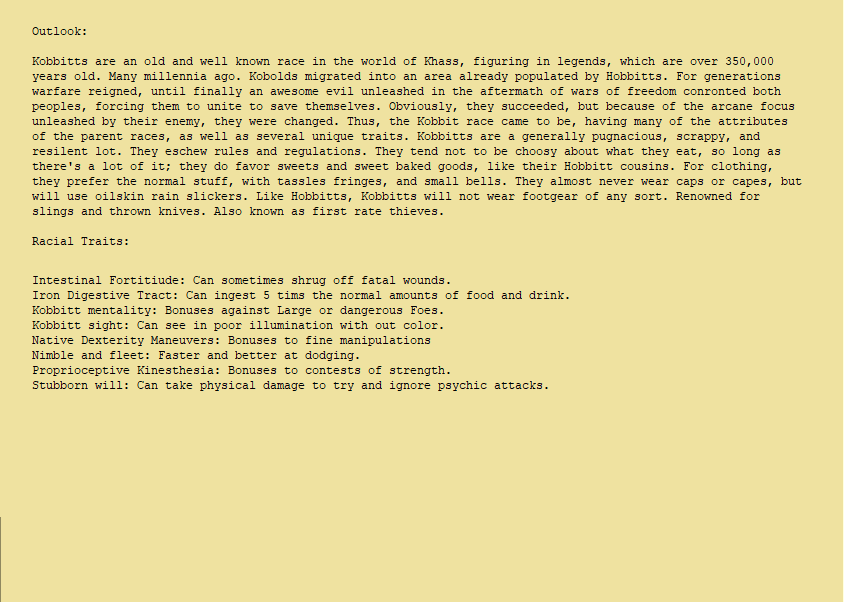 Outlook:
Kobbitts are an old and well known race in the world of Khass, figuring in legends, which are over 350,000
years old. Many millennia ago. Kobolds migrated into an area already populated by Hobbitts. For generations
warfare reigned, until finally an awesome evil unleashed in the aftermath of wars of freedom conronted both
peoples, forcing them to unite to save themselves. Obviously, they succeeded, but because of the arcane focus
unleashed by their enemy, they were changed. Thus, the Kobbit race came to be, having many of the attributes
of the parent races, as well as several unique traits. Kobbitts are a generally pugnacious, scrappy, and
resilent lot. They eschew rules and regulations. They tend not to be choosy about what they eat, so long as
there's a lot of it; they do favor sweets and sweet baked goods, like their Hobbitt cousins. For clothing,
they prefer the normal stuff, with tassles fringes, and small bells. They almost never wear caps or capes, but
will use oilskin rain slickers. Like Hobbitts, Kobbitts will not wear footgear of any sort. Renowned for
slings and thrown knives. Also known as first rate thieves.
Racial Traits:
Intestinal Fortitiude: Can sometimes shrug off fatal wounds.
Iron Digestive Tract: Can ingest 5 tims the normal amounts of food and drink.
Kobbitt mentality: Bonuses against Large or dangerous Foes.
Kobbitt sight: Can see in poor illumination with out color.
Native Dexterity Maneuvers: Bonuses to fine manipulations
Nimble and fleet: Faster and better at dodging.
Proprioceptive Kinesthesia: Bonuses to contests of strength.
Stubborn will: Can take physical damage to try and ignore psychic attacks.